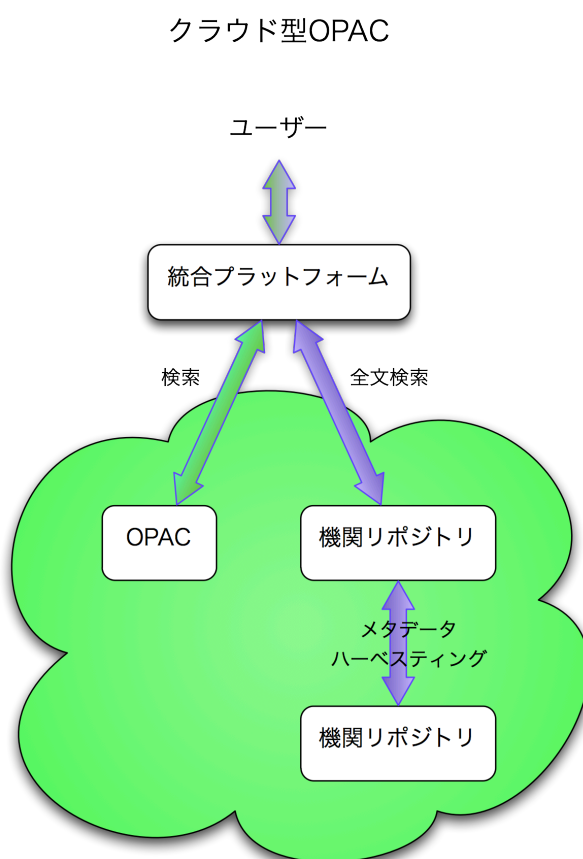 クラウド型OPAC
ユーザー
統合プラットフォーム
検索
全文検索
OPAC
機関リポジトリ
メタデータ
ハーベスティング
機関リポジトリ